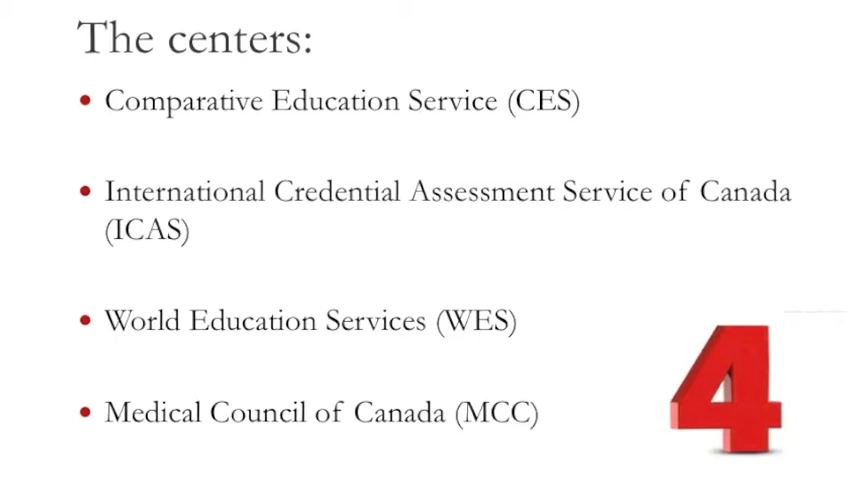 The centers:
• Comparative Education Service (CES)
• International Credential Assessment Service of Canada
(ICAS)
• World Education Services (WES)
• Medical Council of Canada (MCC)
4